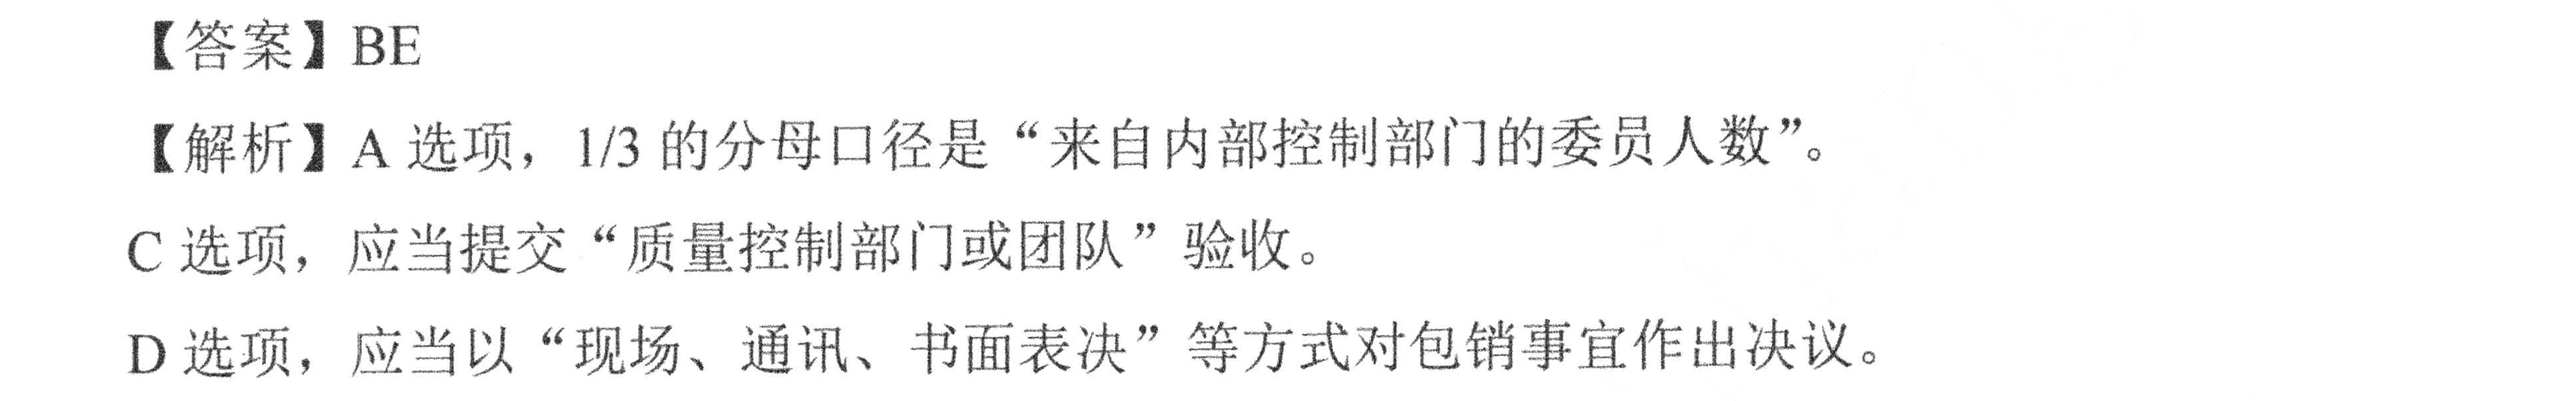 【答案】BE
【解析】A 选项，1/3 的分母口径是“来自内部控制部门的委员人数”。
C 选项，应当提交“质量控制部门或团队”验收。
D 选项，应当以“现场、通讯、书面表决”等方式对包销事宜作出决议。